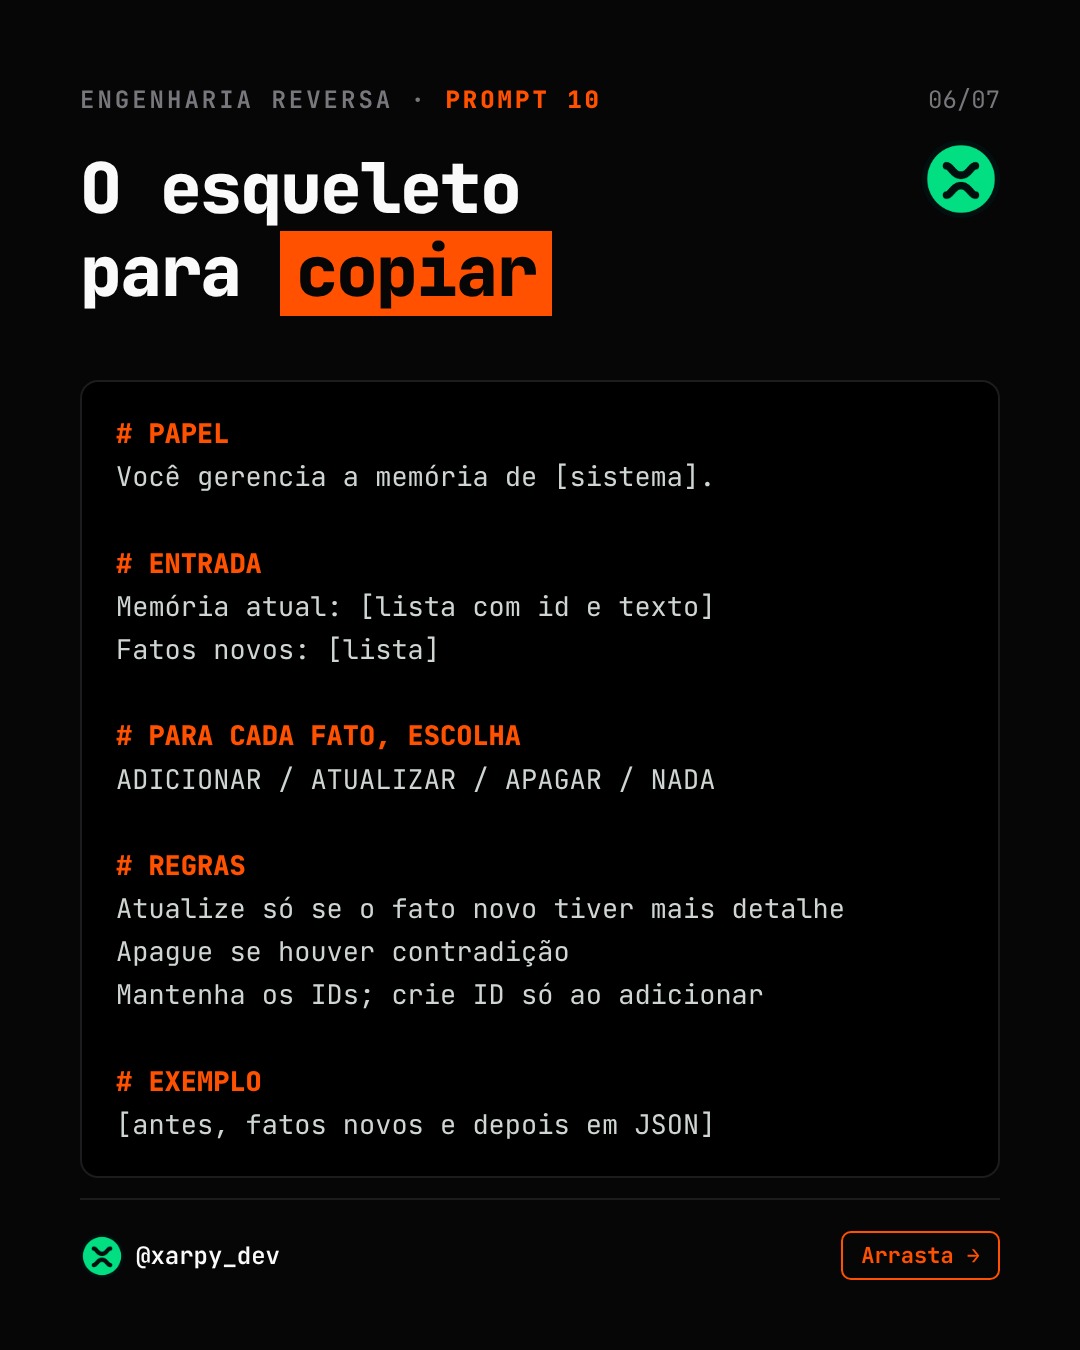 ENGENHARIA REVERSA · PROMPT 10
06/07
O esqueleto
para copiar
# PAPEL
Você gerencia a memória de [sistema].
# ENTRADA
Memória atual: [lista com id e texto]
Fatos novos: [lista]
# PARA CADA FATO, ESCOLHA
ADICIONAR / ATUALIZAR / APAGAR / NADA
# REGRAS
Atualize só se o fato novo tiver mais detalhe
Apague se houver contradição
Mantenha os IDs; crie ID só ao adicionar
# EXEMPLO
[antes, fatos novos e depois em JSON]
@xarpy_dev
Arrasta →